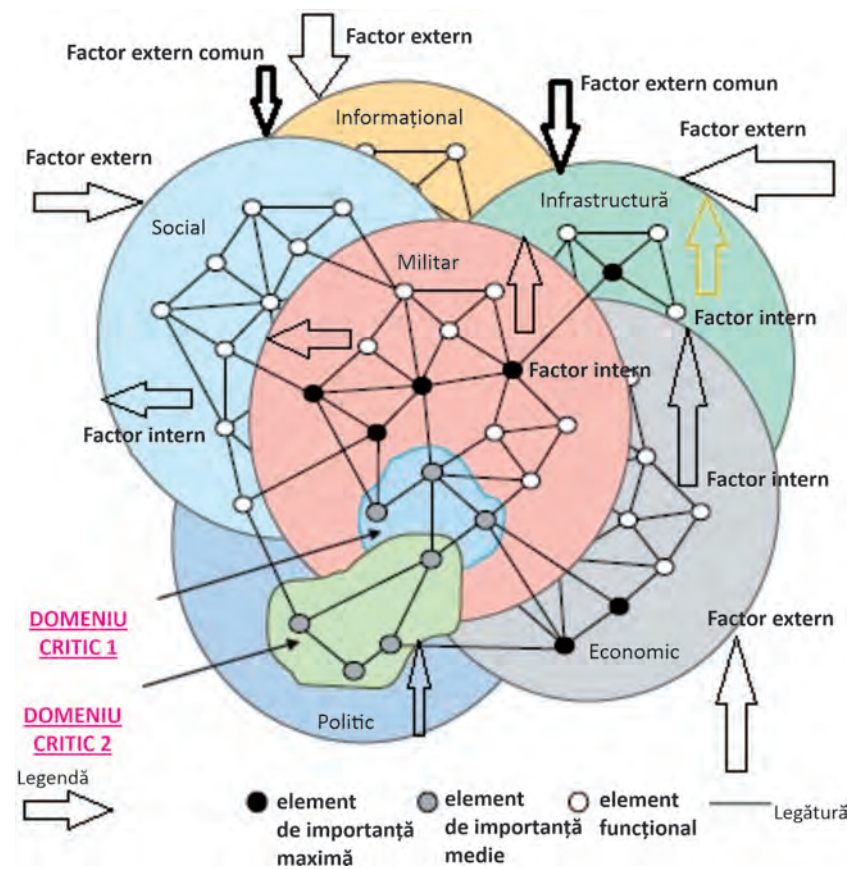 Factor extern
Factor extern comun
Factor extern comun
Informațional
Factor extern
Factor extern
Infrastructură
Social
Militar
Factor intern
Factor intern
Factor intern
Factor intern
DOMENIU
CRITIC 1
Factor extern
Economic
DOMENIU
CRITIC 2
Politic
Legendă
element
de importanță
maximă
element
de importanță
medie
element
funcțional
Legătură